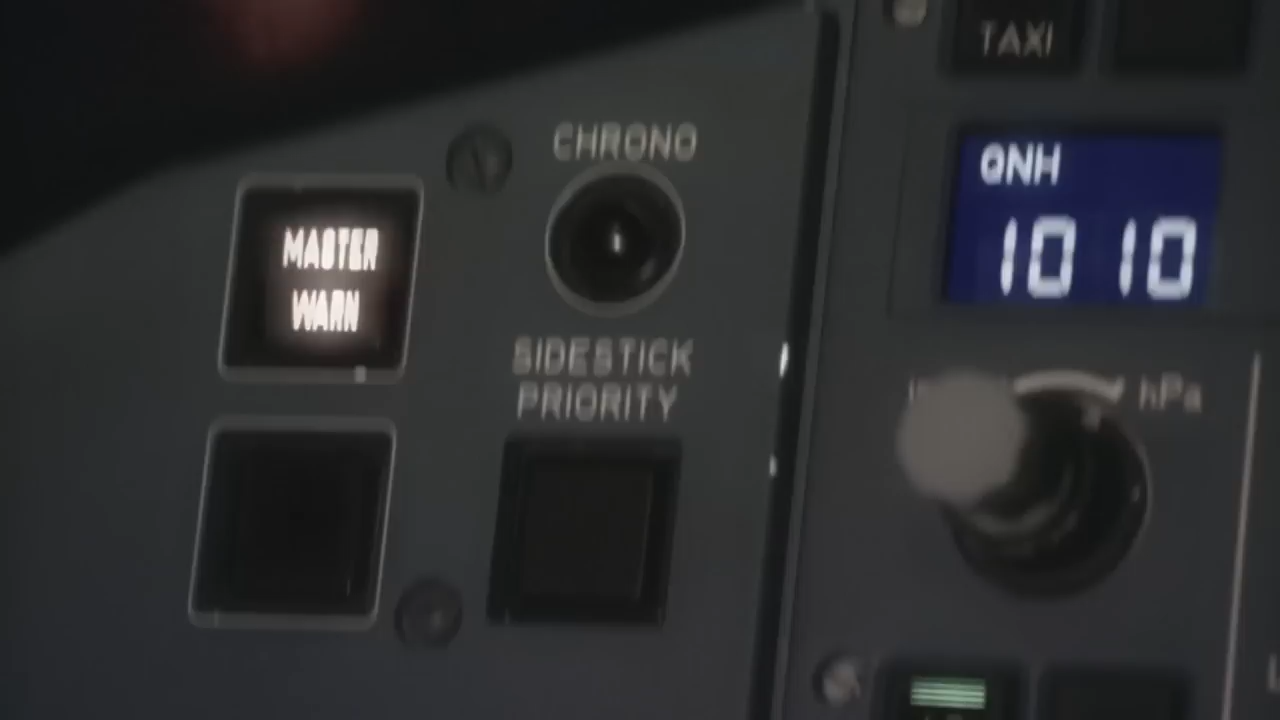 TAXI
CHRONO
QNH
MASTER
WARN
1010
SIDESTICK
PRIORITY
hPa